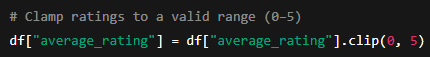 # Clamp ratings to a valid range (0–5)
df["average_rating"] = df["average_rating"].clip(0, 5)